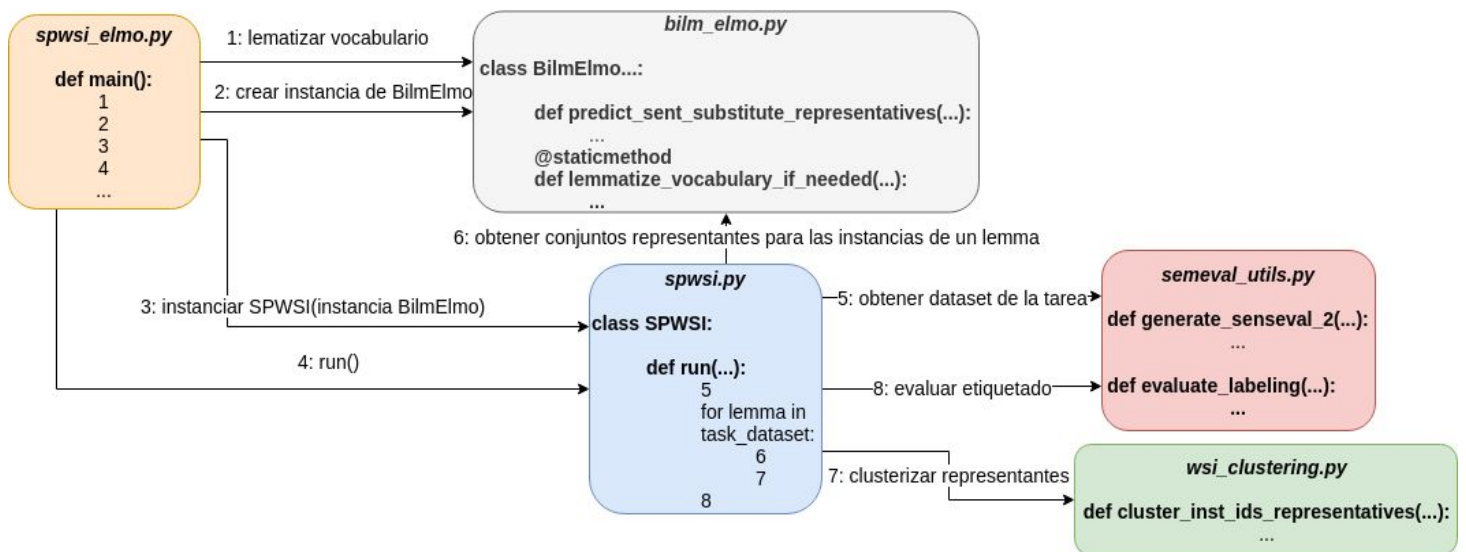 spwsi_elmo.py
def main():
1
2
3
4
...
1: lematizar vocabulario
2: crear instancia de BilmElmo
bilm_elmo.py
class BilmElmo...:
def predict_sent_substitute_representatives(...):
...
@staticmethod
def lemmatize_vocabulary_if_needed(...):
...
6: obtener conjuntos representantes para las instancias de un lemma
3: instanciar SPWSI(instancia BilmElmo)
4: run()
spwsi.py
class SPWSI:
def run(...):
5
for lemma in
task_dataset:
6
7
8
5: obtener dataset de la tarea
8: evaluar etiquetado
7: clusterizar representantes
semeval_utils.py
def generate_senseval_2(...):
...
def evaluate_labeling(...):
...
wsi_clustering.py
def cluster_inst_ids_representatives(...):
...